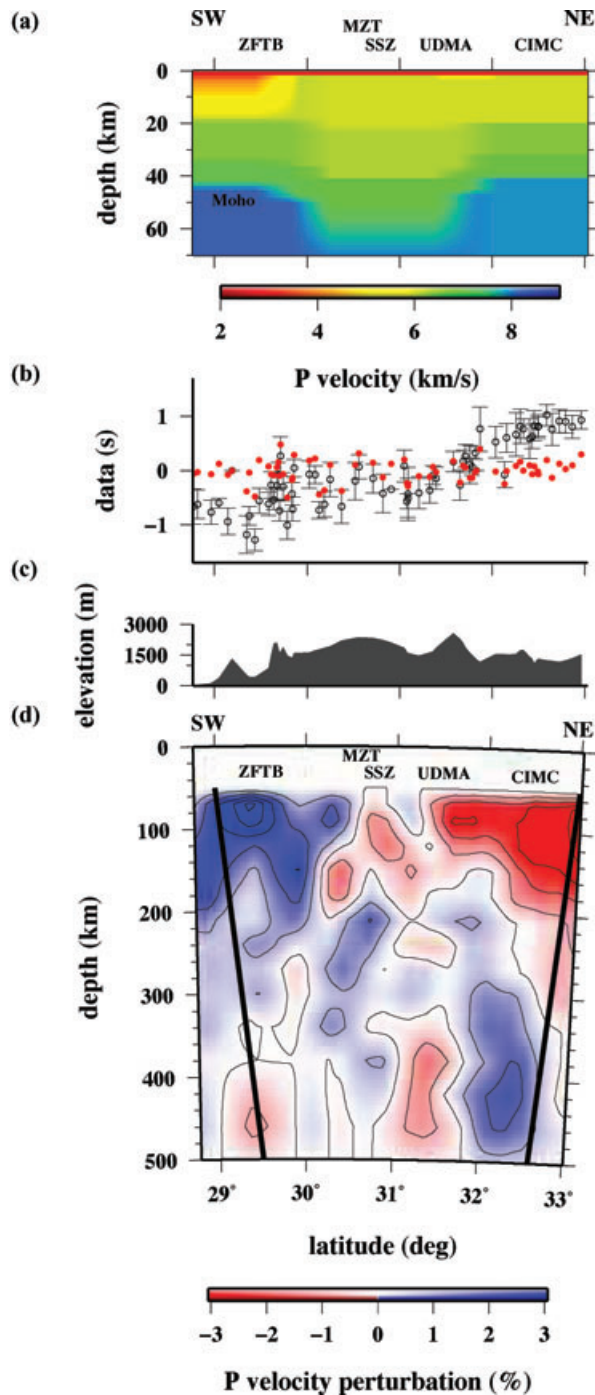 (a)
SW NE
MZT
ZFTB SSZ UDMA CIMC
0
20
40
60
depth (km)
Moho
2 4 6 8
P velocity (km/s)
(b)
1
0
−1
data (s)
(c)
3000
1500
0
elevation (m)
(d)
SW NE
MZT
ZFTB SSZ UDMA CIMC
0
100
200
300
400
500
depth (km)
29° 30° 31° 32° 33°
latitude (deg)
−3 −2 −1 0 1 2 3
P velocity perturbation (%)